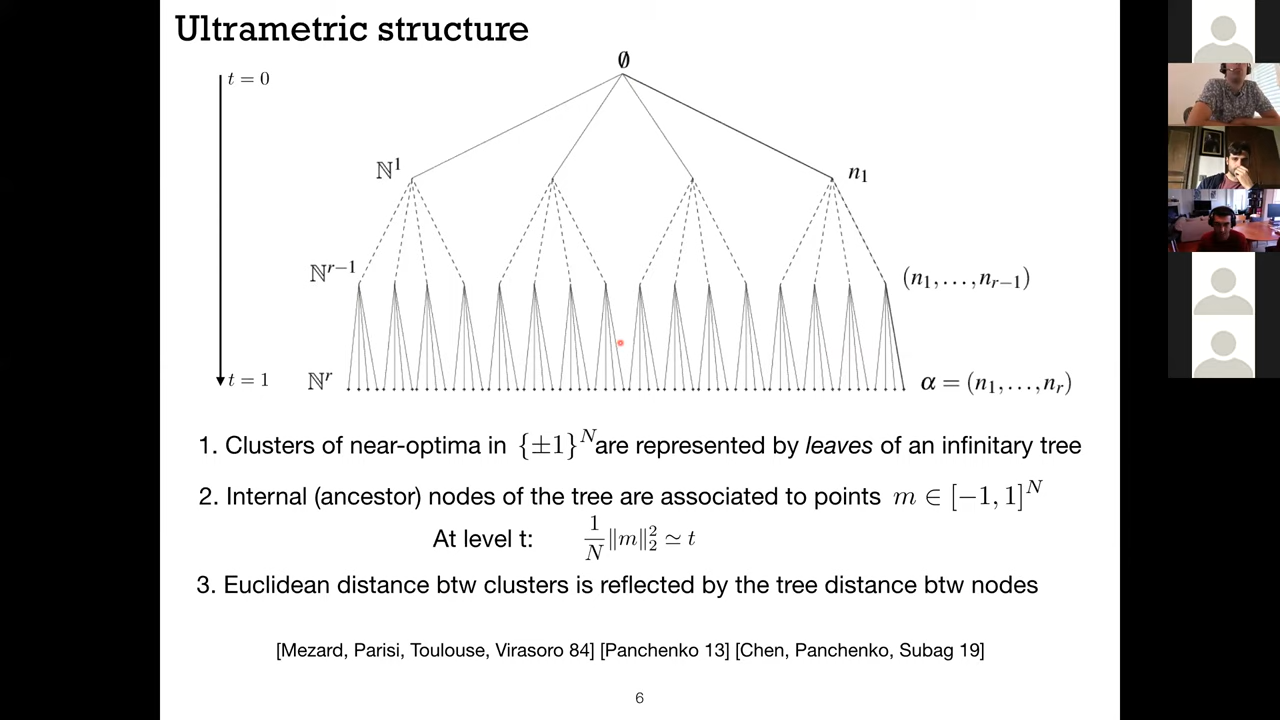 Ultrametric structure
∅
t = 0
ℕ¹
n₁
ℕʳ⁻¹
(n₁, . . . , nᵣ₋₁)
t = 1
ℕʳ
α = (n₁, . . . , nᵣ)
1. Clusters of near-optima in {±1}ᴺ are represented by leaves of an infinitary tree
2. Internal (ancestor) nodes of the tree are associated to points m ∈ [−1, 1]ᴺ
At level t: 1/N ‖m‖₂² ≃ t
3. Euclidean distance btw clusters is reflected by the tree distance btw nodes
[Mezard, Parisi, Toulouse, Virasoro 84] [Panchenko 13] [Chen, Panchenko, Subag 19]
6